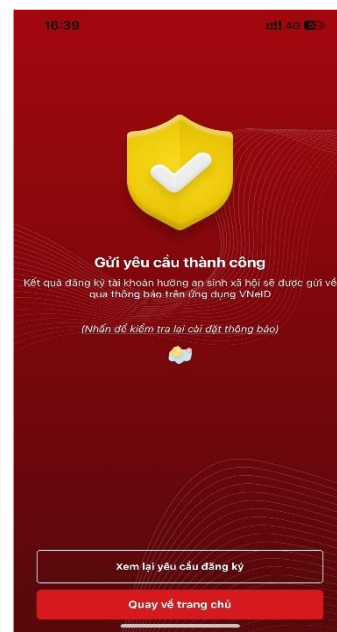 16:39
4G
Gửi yêu cầu thành công
Kết quả đăng ký tài khoản hưởng an sinh xã hội sẽ được gửi về
qua thông báo trên ứng dụng VNeID
(Nhấn để kiểm tra lại cài đặt thông báo)
Xem lại yêu cầu đăng ký
Quay về trang chủ